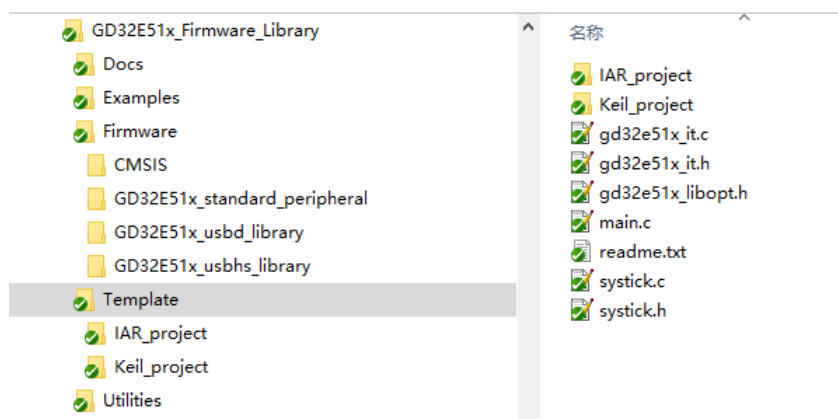 GD32E51x_Firmware_Library
Docs
Examples
Firmware
CMSIS
GD32E51x_standard_peripheral
GD32E51x_usbd_library
GD32E51x_usbhs_library
Template
IAR_project
Keil_project
Utilities
名称
IAR_project
Keil_project
gd32e51x_it.c
gd32e51x_it.h
gd32e51x_libopt.h
main.c
readme.txt
systick.c
systick.h